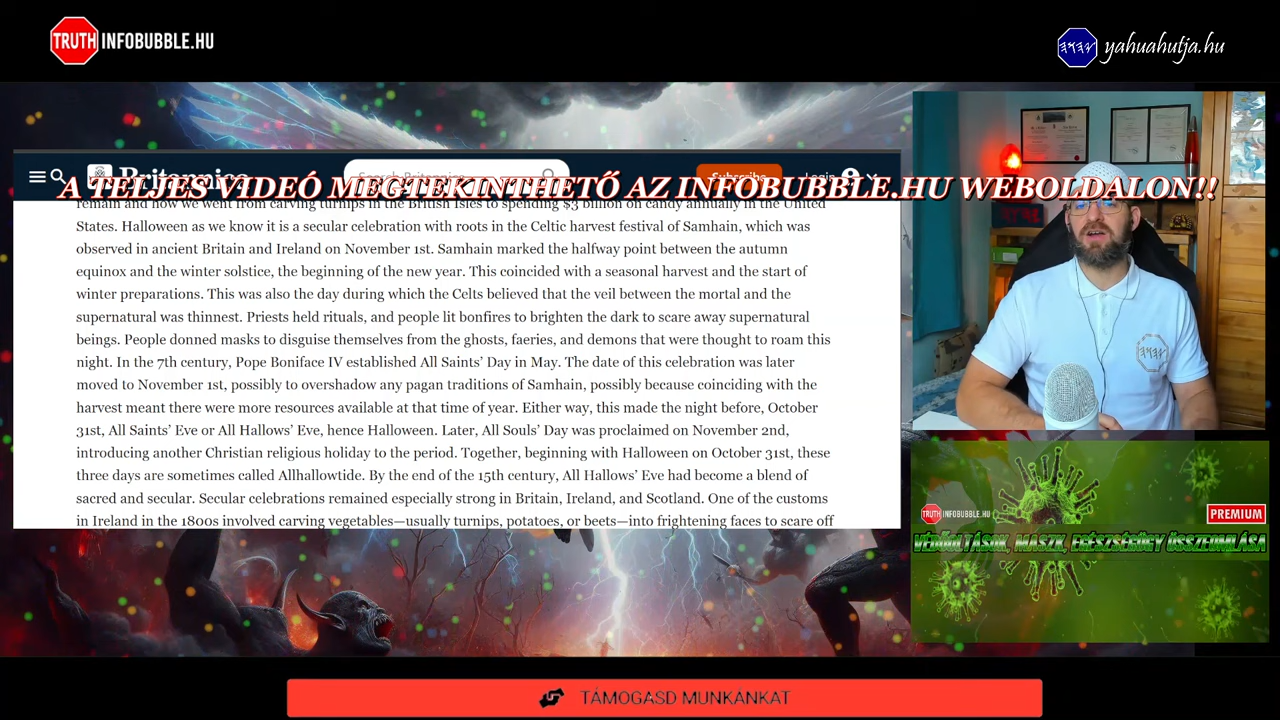 TRUTH INFOBUBBLE.HU
yahuahutja.hu
Britannica
Search Britannica
Subscribe
Login
A TELJES VIDEÓ MEGTEKINTHETŐ AZ INFOBUBBLE.HU WEBOLDALON!!
remain and how we went from carving turnips in the British Isles to spending $3 billion on candy annually in the United
States. Halloween as we know it is a secular celebration with roots in the Celtic harvest festival of Samhain, which was
observed in ancient Britain and Ireland on November 1st. Samhain marked the halfway point between the autumn
equinox and the winter solstice, the beginning of the new year. This coincided with a seasonal harvest and the start of
winter preparations. This was also the day during which the Celts believed that the veil between the mortal and the
supernatural was thinnest. Priests held rituals, and people lit bonfires to brighten the dark to scare away supernatural
beings. People donned masks to disguise themselves from the ghosts, faeries, and demons that were thought to roam this
night. In the 7th century, Pope Boniface IV established All Saints’ Day in May. The date of this celebration was later
moved to November 1st, possibly to overshadow any pagan traditions of Samhain, possibly because coinciding with the
harvest meant there were more resources available at that time of year. Either way, this made the night before, October
31st, All Saints’ Eve or All Hallows’ Eve, hence Halloween. Later, All Souls’ Day was proclaimed on November 2nd,
introducing another Christian religious holiday to the period. Together, beginning with Halloween on October 31st, these
three days are sometimes called Allhallowtide. By the end of the 15th century, All Hallows’ Eve had become a blend of
sacred and secular. Secular celebrations remained especially strong in Britain, Ireland, and Scotland. One of the customs
in Ireland in the 1800s involved carving vegetables—usually turnips, potatoes, or beets—into frightening faces to scare off
TRUTH INFOBUBBLE.HU
PREMIUM
VÉDŐOLTÁSOK, MASZK, EGÉSZSÉGÜGY ÖSSZEOMLÁSA
TÁMOGASD MUNKANKAT